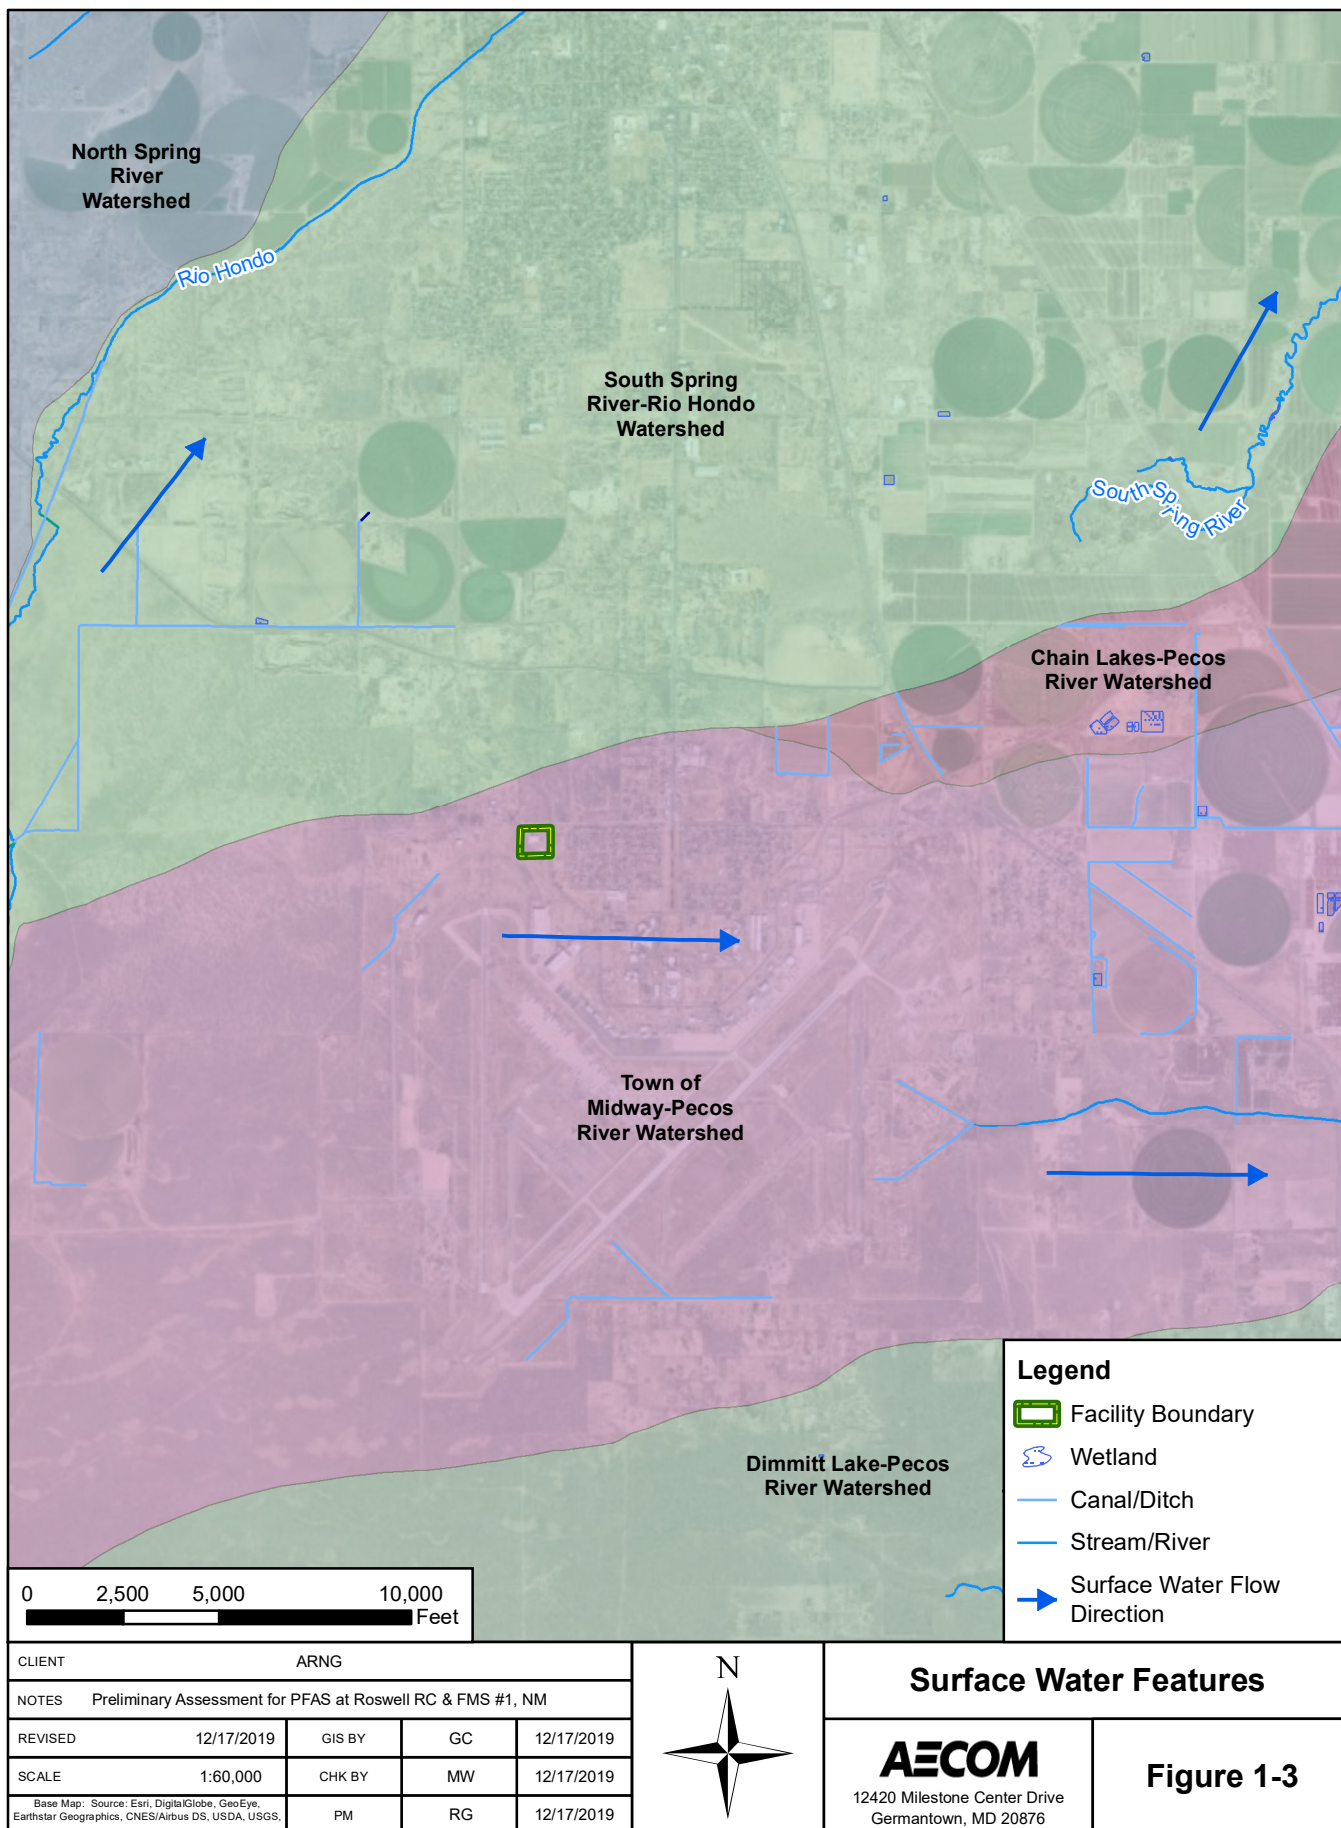 North Spring
River
Watershed
Rio Hondo
South Spring
River-Rio Hondo
Watershed
South Spring River
Chain Lakes-Pecos
River Watershed
Town of
Midway-Pecos
River Watershed
Dimmitt Lake-Pecos
River Watershed
Legend
Facility Boundary
Wetland
Canal/Ditch
Stream/River
Surface Water Flow
Direction
0 2,500 5,000 10,000
Feet
CLIENT ARNG
NOTES Preliminary Assessment for PFAS at Roswell RC & FMS #1, NM
REVISED 12/17/2019 GIS BY GC 12/17/2019
SCALE 1:60,000 CHK BY MW 12/17/2019
Base Map: Source: Esri, DigitalGlobe, GeoEye,
Earthstar Geographics, CNES/Airbus DS, USDA, USGS,
PM RG 12/17/2019
N
Surface Water Features
AECOM
12420 Milestone Center Drive
Germantown, MD 20876
Figure 1-3